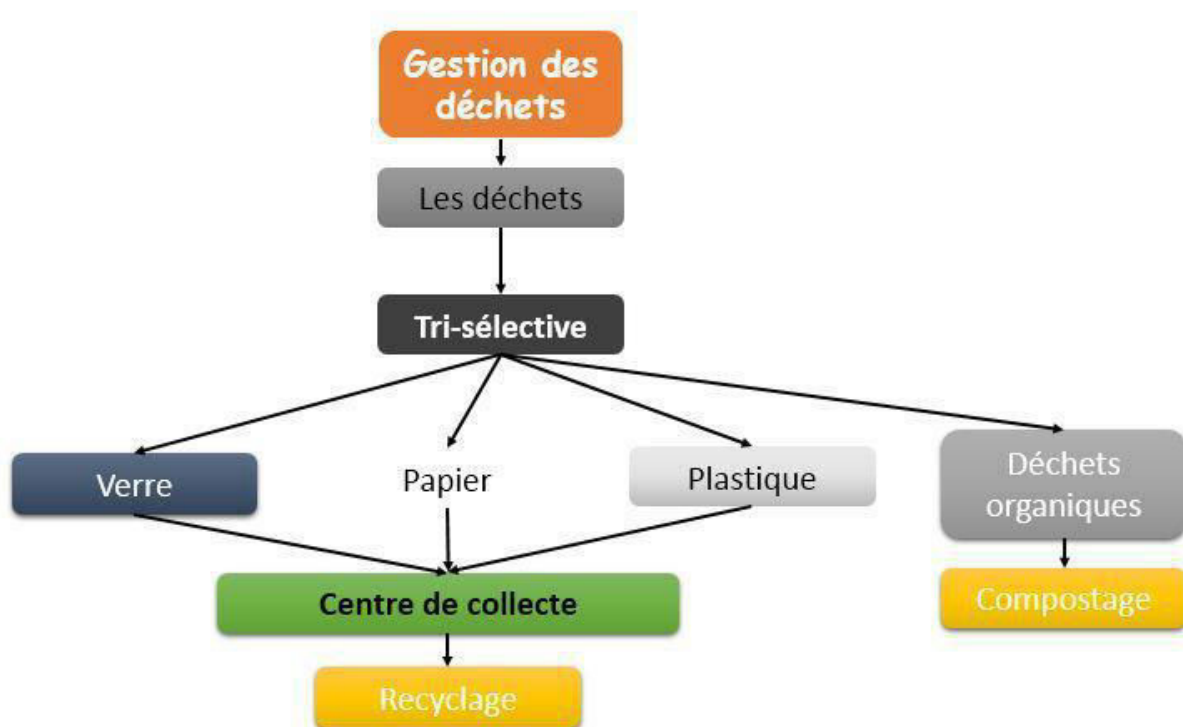 Gestion des
déchets
Les déchets
Tri-sélective
Verre
Papier
Plastique
Déchets
organiques
Centre de collecte
Compostage
Recyclage